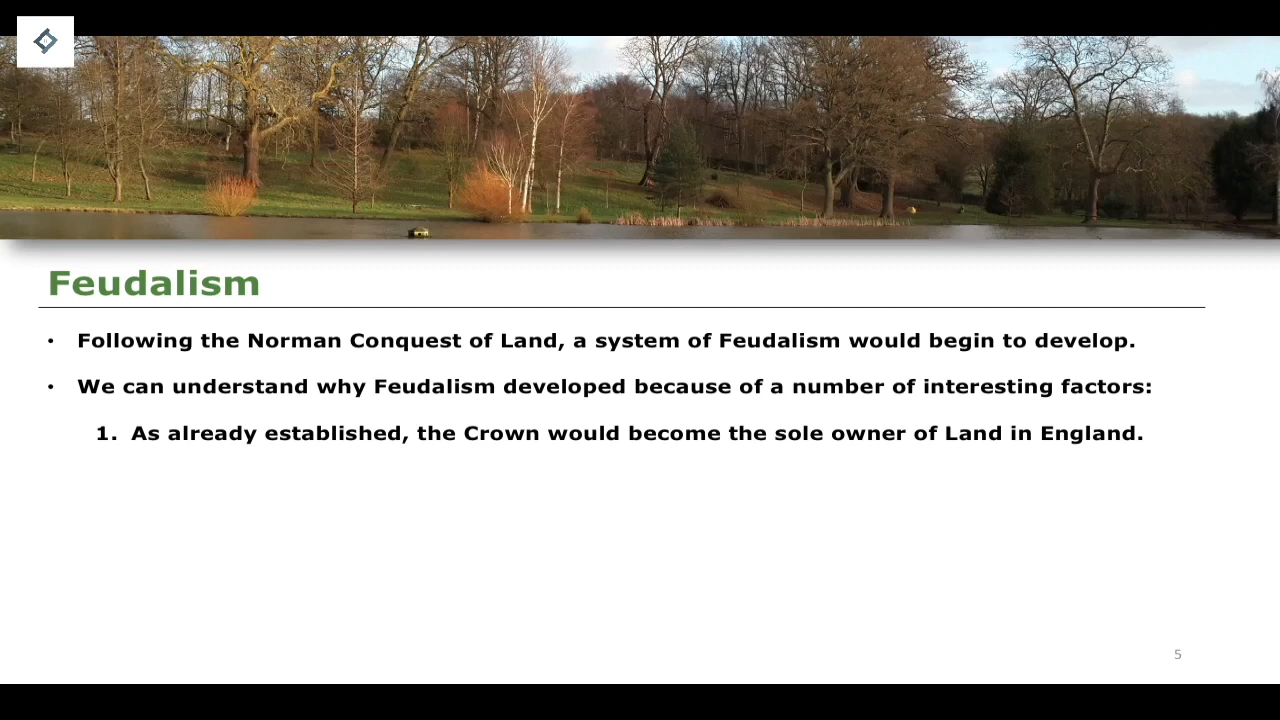 Feudalism
• Following the Norman Conquest of Land, a system of Feudalism would begin to develop.
• We can understand why Feudalism developed because of a number of interesting factors:
1. As already established, the Crown would become the sole owner of Land in England.
5